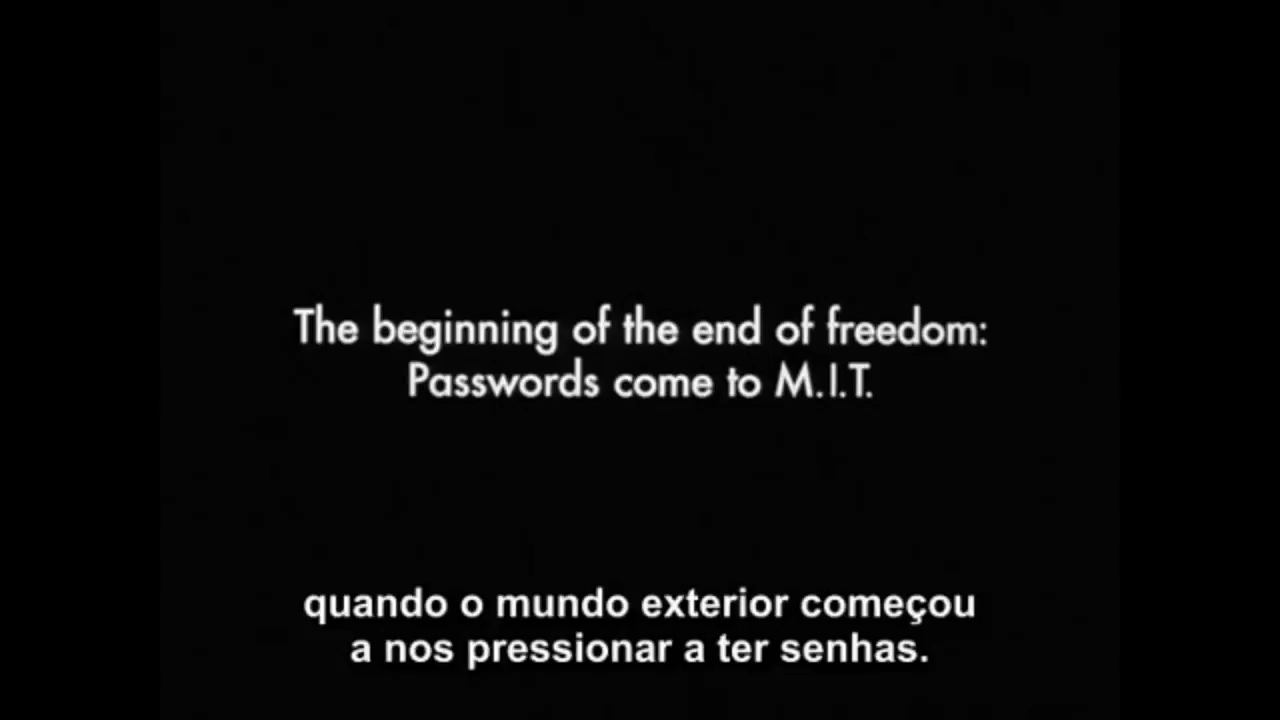 The beginning of the end of freedom:
Passwords come to M.I.T.
quando o mundo exterior começou
a nos pressionar a ter senhas.